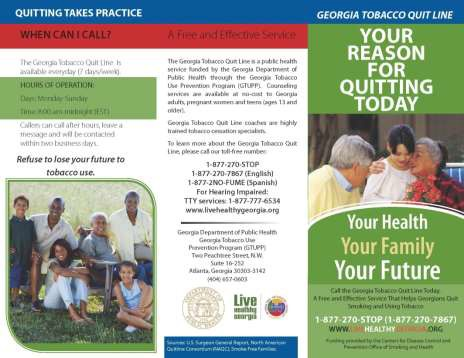 QUITTING TAKES PRACTICE
WHEN CAN I CALL?
The Georgia Tobacco Quit Line is
available everyday (7 days/week).
HOURS OF OPERATION:
Days: Monday-Sunday
Time: 8:00 am-midnight (EST)
Callers can call after hours, leave a
message and will be contacted
within two business days.
Refuse to lose your future to
tobacco use.
A Free and Effective Service
The Georgia Tobacco Quit Line is a public health
service funded by the Georgia Department of
Public Health through the Georgia Tobacco
Use Prevention Program (GTUPP). Counseling
services are available at no-cost to Georgia
adults, pregnant women and teens (ages 13 and
older).
Georgia Tobacco Quit Line coaches are highly
trained tobacco cessation specialists.
To learn more about the Georgia Tobacco Quit
Line, please call our toll-free number:
1-877-270-STOP
1-877-270-7867 (English)
1-877-2NO-FUME (Spanish)
For Hearing Impaired:
TTY services: 1-877-777-6534
www.livehealthygeorgia.org
Georgia Department of Public Health
Georgia Tobacco Use
Prevention Program (GTUPP)
Two Peachtree Street, N.W.
Suite 16-252
Atlanta, Georgia 30303-3142
(404) 657-6603
Live
healthy
georgia
Sources: U.S. Surgeon General Report, North American
Quitline Consortium (NAQC), Smoke Free Families.
GEORGIA TOBACCO QUIT LINE
YOUR
REASON
FOR
QUITTING
TODAY
Your Health
Your Family
Your Future
Call the Georgia Tobacco Quit Line Today.
A Free and Effective Service That Helps Georgians Quit
Smoking and Using Tobacco
1-877-270-STOP (1-877-270-7867)
WWW.LIVEHEALTHYGEORGIA.ORG
Funding provided by the Centers for Disease Control and
Prevention Office of Smoking and Health